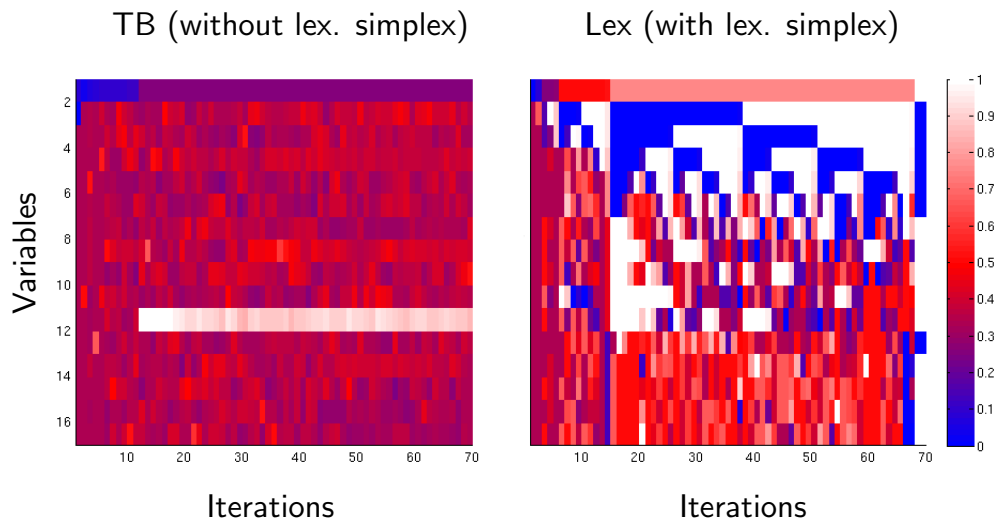 TB (without lex. simplex)
Lex (with lex. simplex)
Variables
2
4
6
8
10
12
14
16
10 20 30 40 50 60 70
Iterations
10 20 30 40 50 60 70
Iterations
1
0.9
0.8
0.7
0.6
0.5
0.4
0.3
0.2
0.1
0